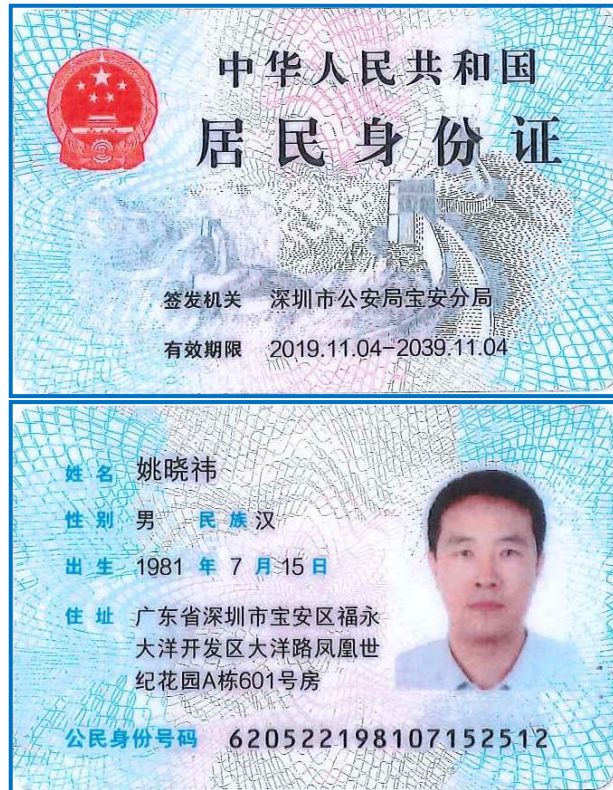 中华人民共和国
居民身份证
签发机关 深圳市公安局宝安分局
有效期限 2019.11.04-2039.11.04
姓名 姚晓祎
性别 男 民族 汉
出生 1981 年 7 月 15 日
住址 广东省深圳市宝安区福永
大洋开发区大洋路凤凰世
纪花园A栋601号房
公民身份号码 620522198107152512